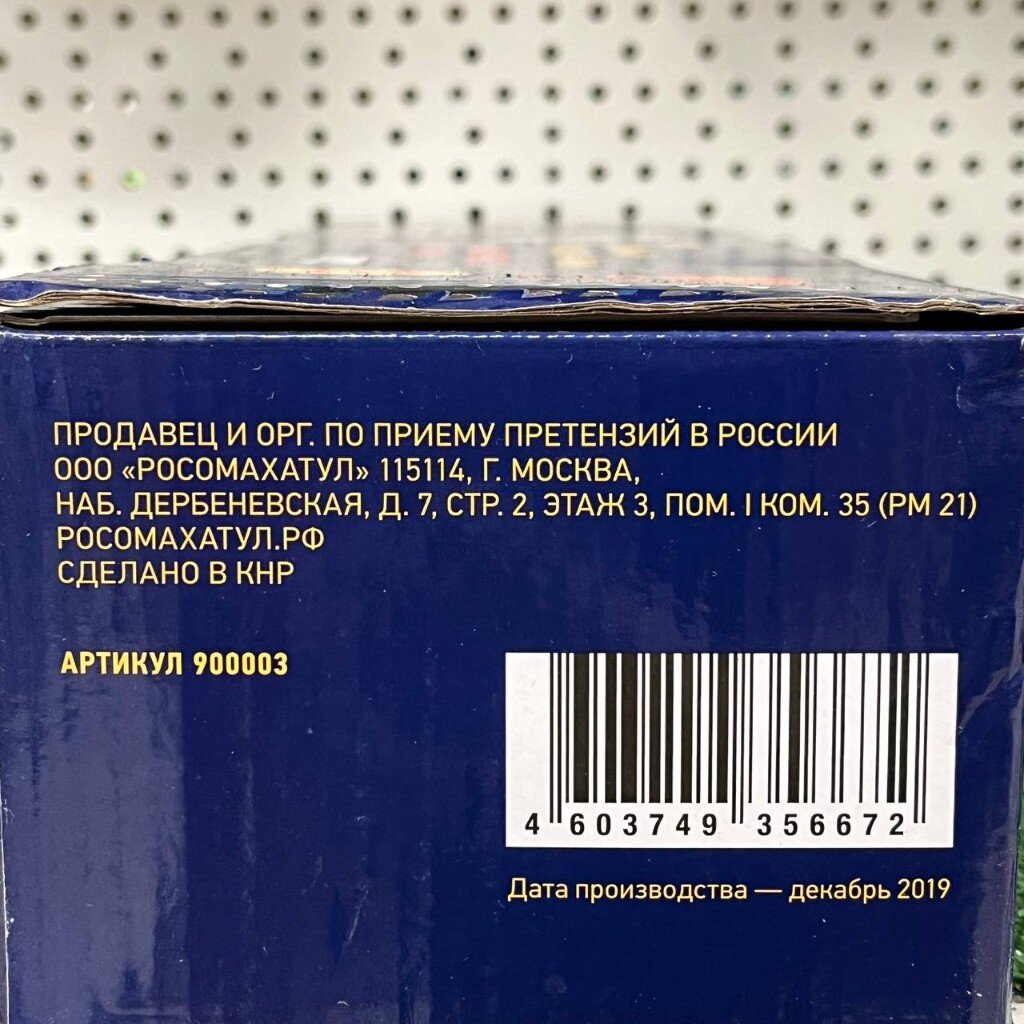 ПРОДАВЕЦ И ОРГ. ПО ПРИЕМУ ПРЕТЕНЗИЙ В РОССИИ
ООО «РОСОМАХАТУЛ» 115114, Г. МОСКВА,
НАБ. ДЕРБЕНЕВСКАЯ, Д. 7, СТР. 2, ЭТАЖ 3, ПОМ. I КОМ. 35 (РМ 21)
РОСОМАХАТУЛ.РФ
СДЕЛАНО В КНР
АРТИКУЛ 900003
4 603749 356672
Дата производства — декабрь 2019